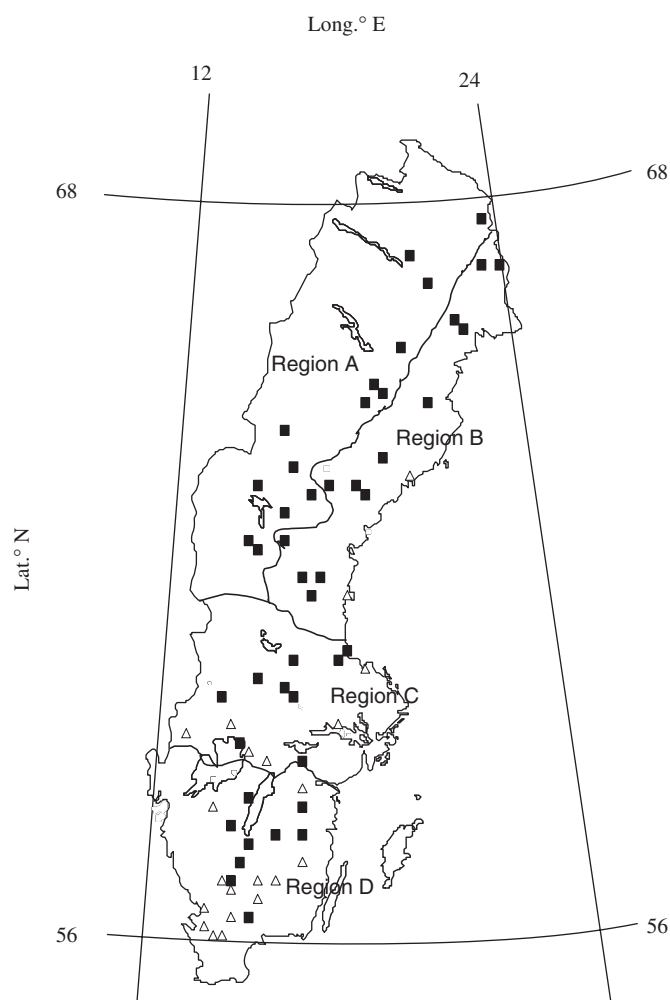 Long.° E
12
24
68
68
Region A
Region B
Lat.° N
Region C
Region D
56
56